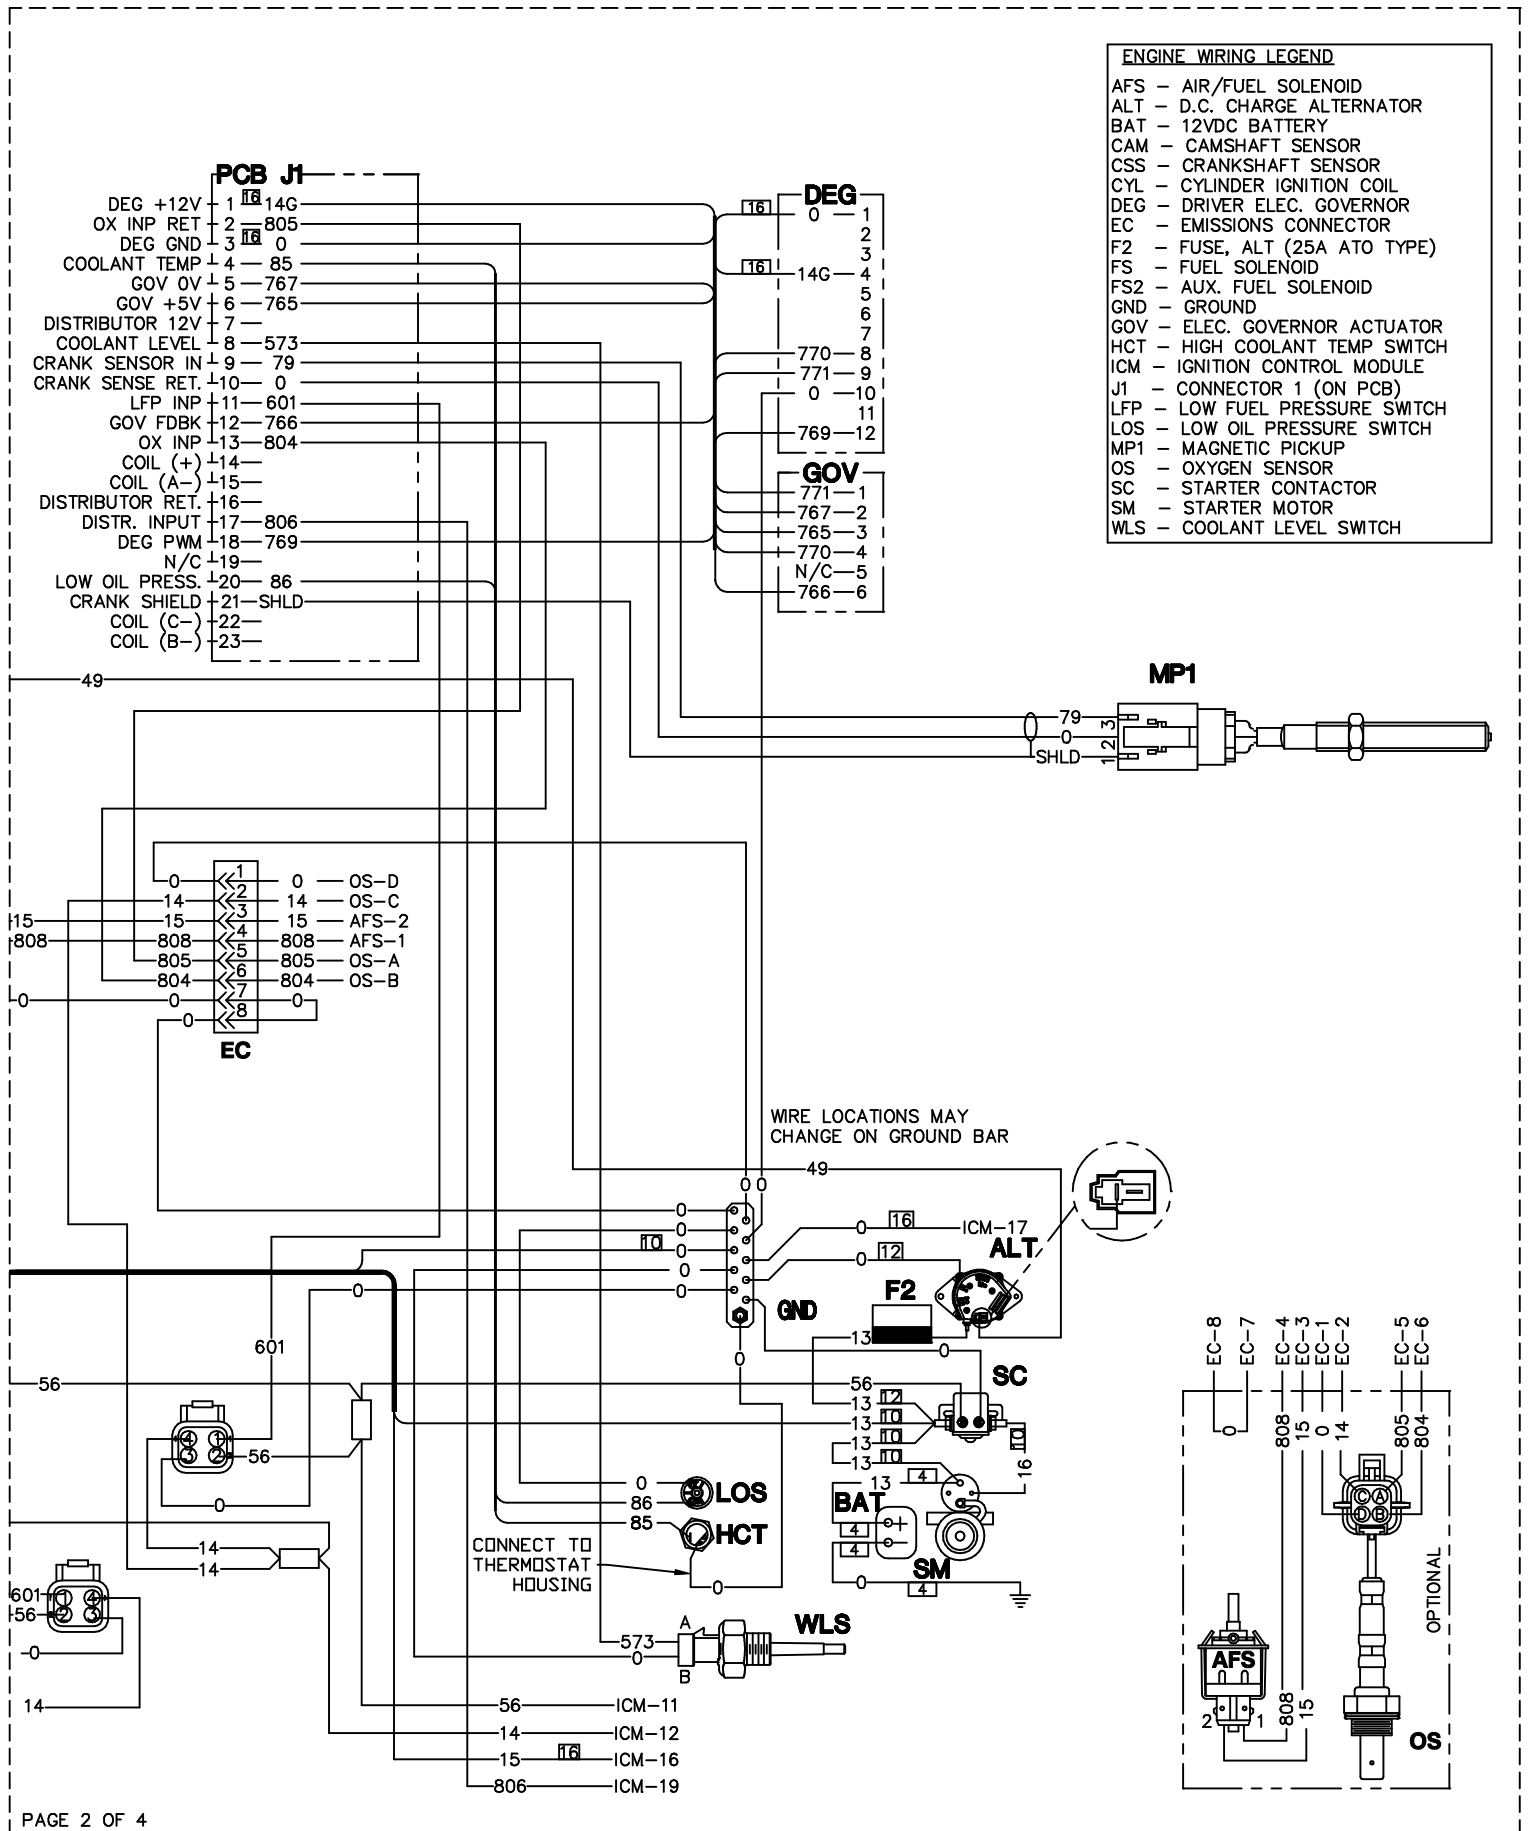 ENGINE WIRING LEGEND
AFS – AIR/FUEL SOLENOID
ALT – D.C. CHARGE ALTERNATOR
BAT – 12VDC BATTERY
CAM – CAMSHAFT SENSOR
CSS – CRANKSHAFT SENSOR
CYL – CYLINDER IGNITION COIL
DEG – DRIVER ELEC. GOVERNOR
EC – EMISSIONS CONNECTOR
F2 – FUSE, ALT (25A ATO TYPE)
FS – FUEL SOLENOID
FS2 – AUX. FUEL SOLENOID
GND – GROUND
GOV – ELEC. GOVERNOR ACTUATOR
HCT – HIGH COOLANT TEMP SWITCH
ICM – IGNITION CONTROL MODULE
J1 – CONNECTOR 1 (ON PCB)
LFP – LOW FUEL PRESSURE SWITCH
LOS – LOW OIL PRESSURE SWITCH
MP1 – MAGNETIC PICKUP
OS – OXYGEN SENSOR
SC – STARTER CONTACTOR
SM – STARTER MOTOR
WLS – COOLANT LEVEL SWITCH
PCB J1
DEG +12V 1 16 14G
OX INP RET 2 805
DEG GND 3 16 0
COOLANT TEMP 4 85
GOV 0V 5 767
GOV +5V 6 765
DISTRIBUTOR 12V 7
COOLANT LEVEL 8 573
CRANK SENSOR IN 9 79
CRANK SENSE RET. 10 0
LFP INP 11 601
GOV FDBK 12 766
OX INP 13 804
COIL (+) 14
COIL (A–) 15
DISTRIBUTOR RET. 16
DISTR. INPUT 17 806
DEG PWM 18 769
N/C 19
LOW OIL PRESS. 20 86
CRANK SHIELD 21 SHLD
COIL (C–) 22
COIL (B–) 23
DEG
16 0 1
2
3
16 14G 4
5
6
7
770 8
771 9
0 10
11
769 12
GOV
771 1
767 2
765 3
770 4
N/C 5
766 6
49
MP1
79 3
0 2
SHLD 1
0 1 0 OS–D
14 2 14 OS–C
15 15 3 15 AFS–2
808 808 4 808 AFS–1
805 5 805 OS–A
804 6 804 OS–B
0 0 7 0
0 8
EC
WIRE LOCATIONS MAY
CHANGE ON GROUND BAR
49
0 0
0
0
10 0
0
0 0
0 16 ICM–17
0 12
ALT
F2
GND
13
0
0
601
56
SC
56
13 12
13 10
13 10
13 10
10
16
4 1
3 2
56
0
13 4
BAT
+
4
–
4
0 4
SM
0
86
LOS
85
HCT
CONNECT TO
THERMOSTAT
HOUSING
0
14
14
601 1 4
56 2 3
0
14
WLS
A
573
0
B
56 ICM–11
14 ICM–12
15 16 ICM–16
806 ICM–19
EC–8
EC–7
EC–4
EC–3
EC–1
EC–2
EC–5
EC–6
0
808
15
0
14
805
804
C A
D B
OPTIONAL
AFS
2 1
808
15
OS
PAGE 2 OF 4